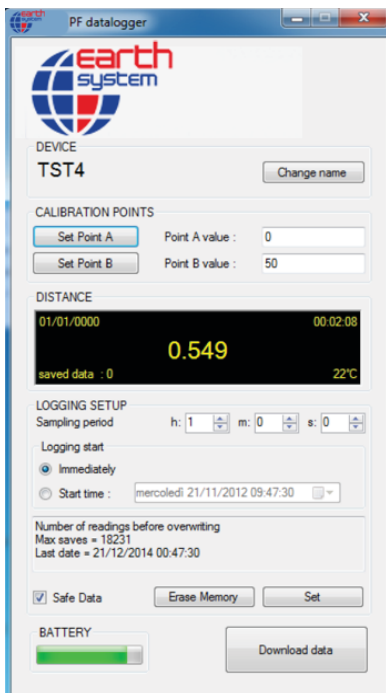 earth system
PF datalogger
earth
system
DEVICE
TST4
Change name
CALIBRATION POINTS
Set Point A
Point A value :
0
Set Point B
Point B value :
50
DISTANCE
01/01/0000
00:02:08
0.549
saved data : 0
22°C
LOGGING SETUP
Sampling period
h: 1
m: 0
s: 0
Logging start
Immediately
Start time :
mercoledì 21/11/2012 09:47:30
Number of readings before overwriting
Max saves = 18231
Last date = 21/12/2014 00:47:30
Safe Data
Erase Memory
Set
BATTERY
Download data